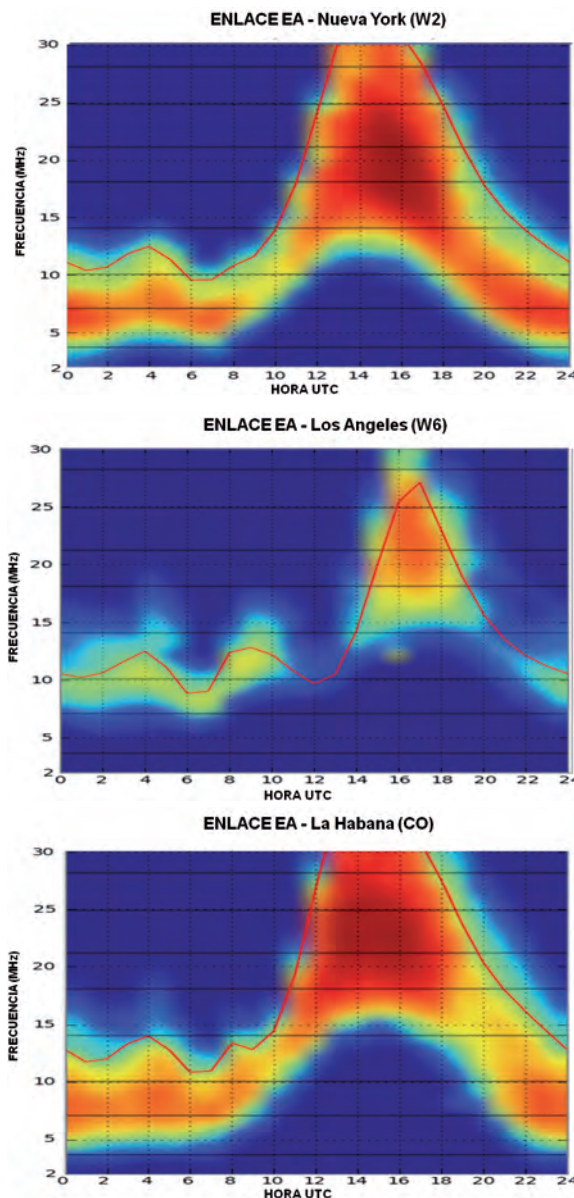 ENLACE EA - Nueva York (W2)
30
25
20
15
10
5
2
FRECUENCIA (MHz)
0 2 4 6 8 10 12 14 16 18 20 22 24
HORA UTC
ENLACE EA - Los Angeles (W6)
30
25
20
15
10
5
2
FRECUENCIA (MHz)
0 2 4 6 8 10 12 14 16 18 20 22 24
HORA UTC
ENLACE EA - La Habana (CO)
30
25
20
15
10
5
2
FRECUENCIA (MHz)
0 2 4 6 8 10 12 14 16 18 20 22 24
HORA UTC